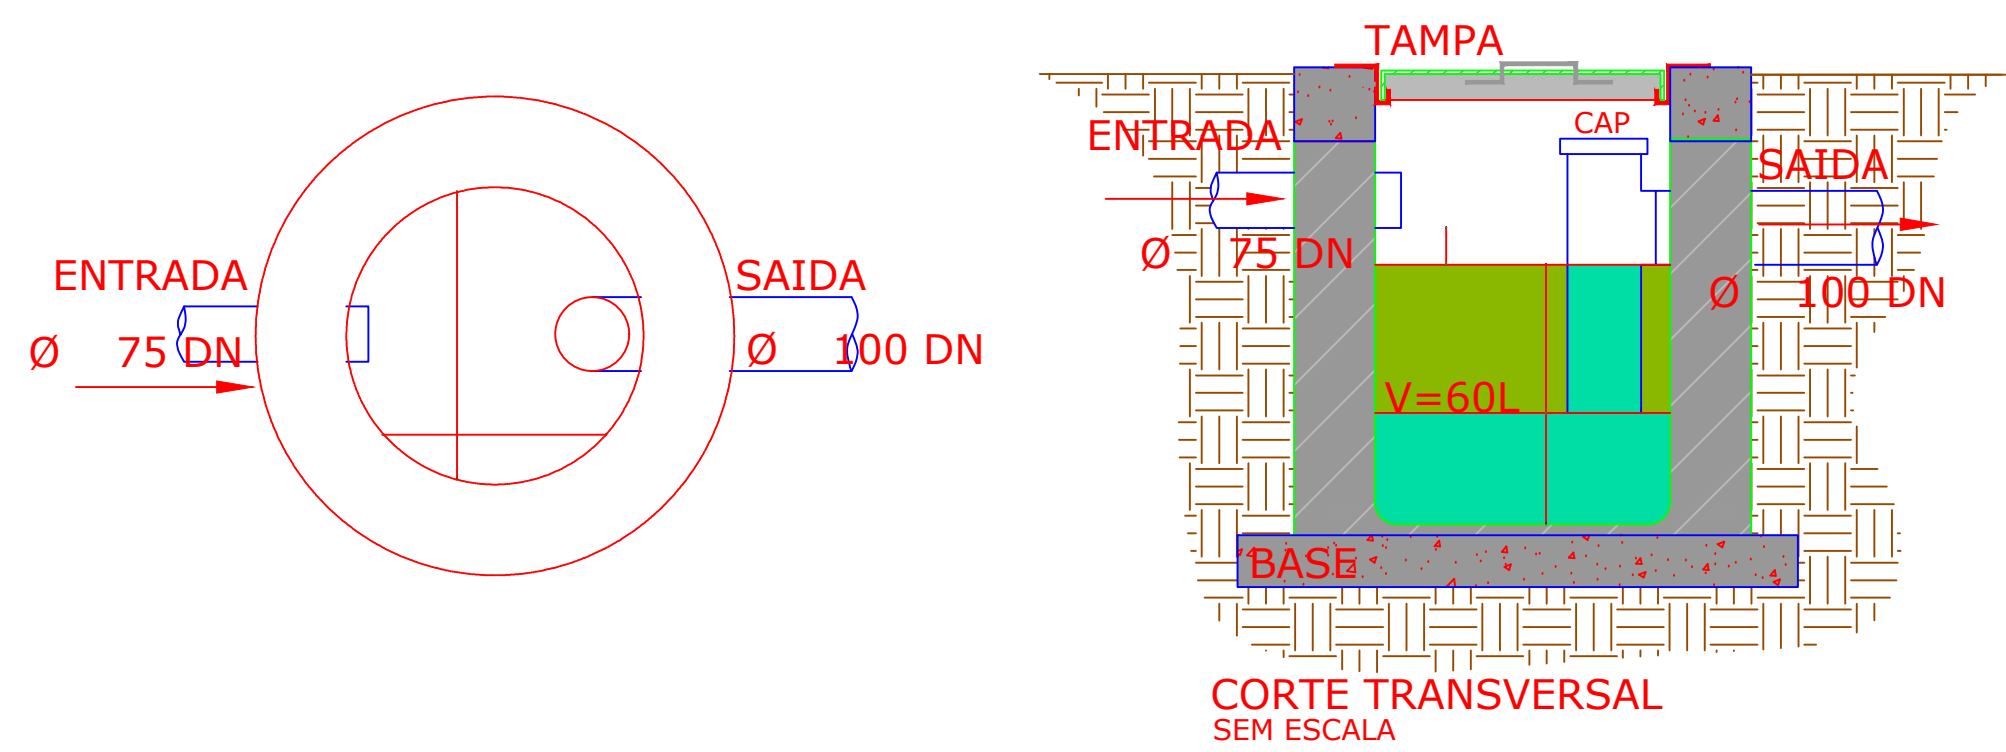 ENTRADA
Ø 75 DN
SAIDA
Ø 100 DN
TAMPA
ENTRADA
CAP
SAIDA
Ø 75 DN
Ø 100 DN
V=60L
BASE
CORTE TRANSVERSAL
SEM ESCALA